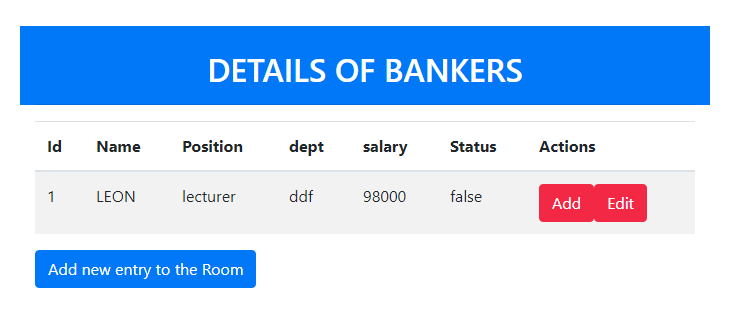 DETAILS OF BANKERS
Id Name Position dept salary Status Actions
1 LEON lecturer ddf 98000 false Add Edit
Add new entry to the Room